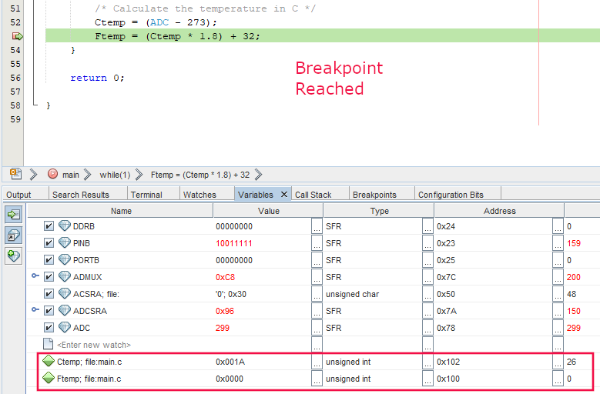 51 /* Calculate the temperature in C */
52 Ctemp = (ADC - 273);
Ftemp = (Ctemp * 1.8) + 32;
54 }
55
56 return 0;
57
58 }
59
Breakpoint
Reached
main while(1) Ftemp = (Ctemp * 1.8) + 32
Output Search Results Terminal Watches Variables X Call Stack Breakpoints Configuration Bits
Name Value Type Address
DDRB 00000000 ... SFR ... 0x24 ... 0
PINB 10011111 ... SFR ... 0x23 ... 159
PORTB 00000000 ... SFR ... 0x25 ... 0
ADMUX 0xC8 ... SFR ... 0x7C ... 200
ACSRA; file: '0'; 0x30 ... unsigned char ... 0x50 ... 48
ADCSRA 0x96 ... SFR ... 0x7A ... 150
ADC 299 ... SFR ... 0x78 ... 299
<Enter new watch> ... ... ...
Ctemp; file:main.c 0x001A ... unsigned int ... 0x102 ... 26
Ftemp; file:main.c 0x0000 ... unsigned int ... 0x100 ... 0